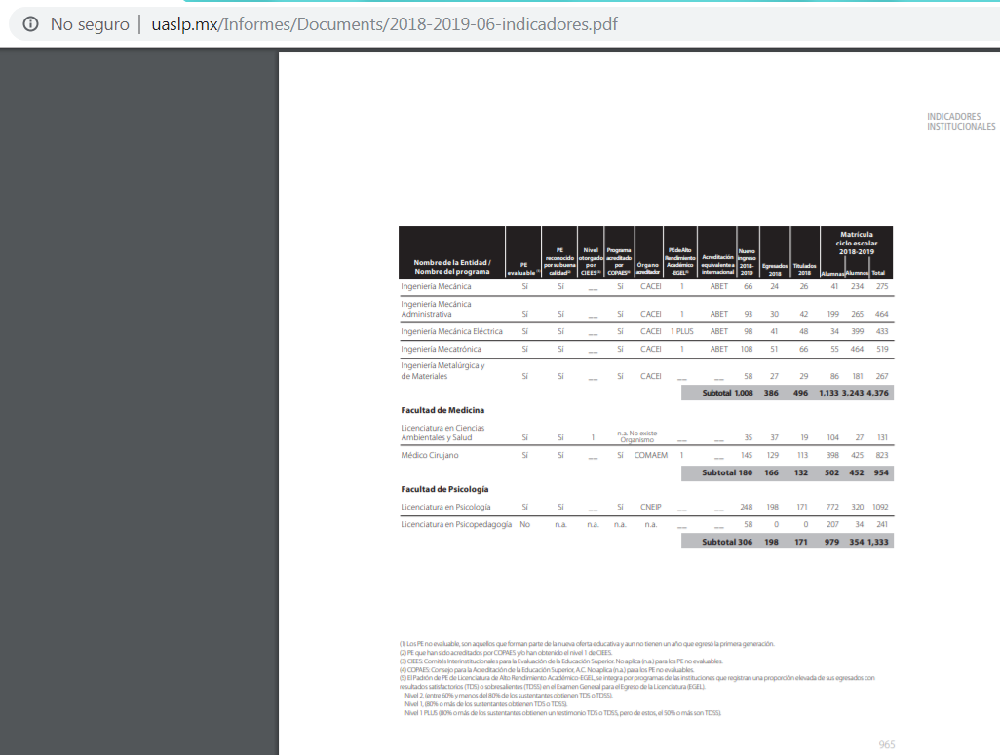 No seguro | uaslp.mx/Informes/Documents/2018-2019-06-indicadores.pdf
INDICADORES
INSTITUCIONALES
Nombre de la Entidad / Nombre del programa | PE evaluable (1) | PE reconocido por su buena calidad(2) | Nivel otorgado por CIEES(3) | Programa acreditado por COPAES(4) | Órgano acreditador | PE de Alto Rendimiento Académico -EGEL(5) | Acreditación equivalente a internacional | Nuevo ingreso 2018-2019 | Egresados 2018 | Titulados 2018 | Matrícula ciclo escolar 2018-2019 Alumnas Alumnos Total
Ingeniería Mecánica Sí Sí __ Sí CACEI 1 ABET 66 24 26 41 234 275
Ingeniería Mecánica
Administrativa Sí Sí __ Sí CACEI 1 ABET 93 30 42 199 265 464
Ingeniería Mecánica Eléctrica Sí Sí __ Sí CACEI 1 PLUS ABET 98 41 48 34 399 433
Ingeniería Mecatrónica Sí Sí __ Sí CACEI 1 ABET 108 51 66 55 464 519
Ingeniería Metalúrgica y
de Materiales Sí Sí __ Sí CACEI __ __ 58 27 29 86 181 267
Subtotal 1,008 386 496 1,133 3,243 4,376
Facultad de Medicina
Licenciatura en Ciencias
Ambientales y Salud Sí Sí 1 n.a. No existe Organismo __ __ 35 37 19 104 27 131
Médico Cirujano Sí Sí __ Sí COMAEM 1 __ 145 129 113 398 425 823
Subtotal 180 166 132 502 452 954
Facultad de Psicología
Licenciatura en Psicología Sí Sí __ Sí CNEIP __ __ 248 198 171 772 320 1092
Licenciatura en Psicopedagogía No n.a. n.a. n.a. n.a. __ __ 58 0 0 207 34 241
Subtotal 306 198 171 979 354 1,333
(1) Los PE no evaluable, son aquellos que forman parte de la nueva oferta educativa y aun no tienen un año que egresó la primera generación.
(2) PE que han sido acreditados por COPAES y/o han obtenido el nivel 1 de CIEES.
(3) CIEES; Comités Interinstitucionales para la Evaluación de la Educación Superior. No aplica (n.a.) para los PE no evaluables.
(4) COPAES: Consejo para la Acreditación de la Educación Superior, A.C. No aplica (n.a.) para los PE no evaluables.
(5) El Padrón de PE de Licenciatura de Alto Rendimiento Académico-EGEL, se integra por programas de las instituciones que registran una proporción elevada de sus egresados con
resultados satisfactorios (TDS) o sobresalientes (TDSS) en el Examen General para el Egreso de la Licenciatura (EGEL).
Nivel 2, (entre 60% y menos del 80% de los sustentantes obtienen TDS o TDSS).
Nivel 1, (80% o más de los sustentantes obtienen TDS o TDSS).
Nivel 1 PLUS (80% o más de los sustentantes obtienen un testimonio TDS o TDSS, pero de estos, el 50% o más son TDSS).
965